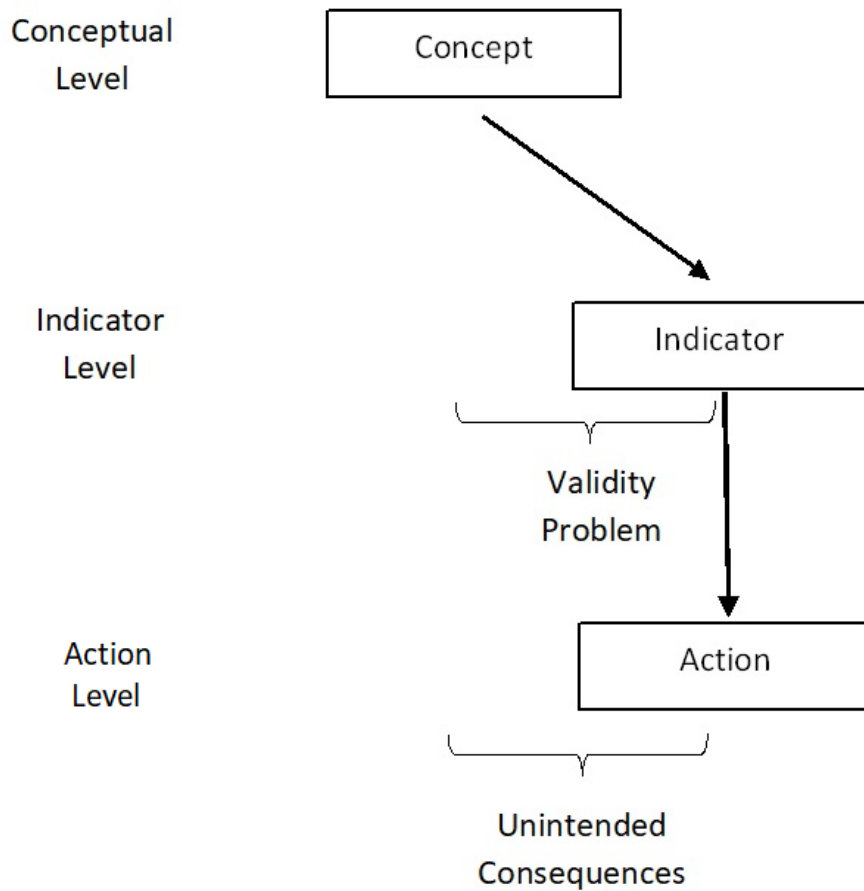 Conceptual
Level
Concept
Indicator
Level
Indicator
Validity
Problem
Action
Level
Action
Unintended
Consequences